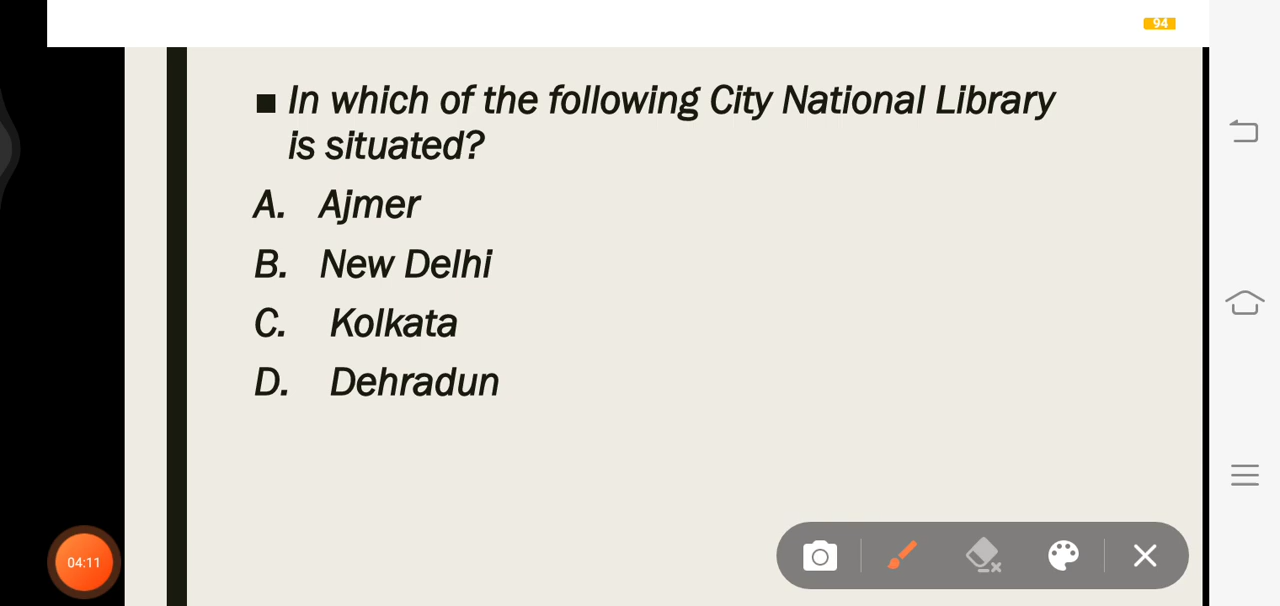 94
■ In which of the following City National Library
is situated?
A. Ajmer
B. New Delhi
C. Kolkata
D. Dehradun
04:11